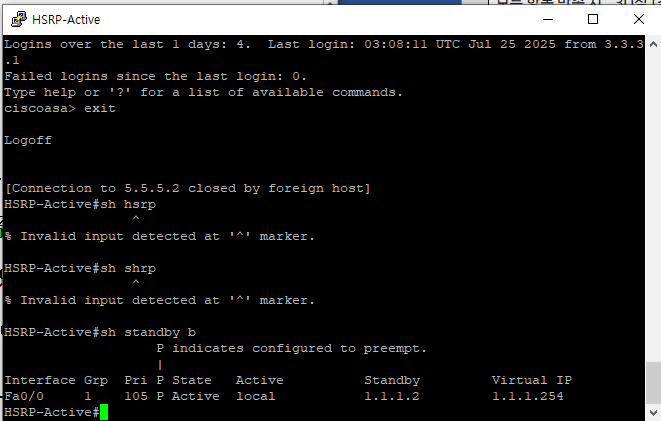 HSRP-Active
Logins over the last 1 days: 4.  Last login: 03:08:11 UTC Jul 25 2025 from 3.3.3
.1
Failed logins since the last login: 0.
Type help or '?' for a list of available commands.
ciscoasa> exit
Logoff
[Connection to 5.5.5.2 closed by foreign host]
HSRP-Active#sh hsrp
                ^
% Invalid input detected at '^' marker.
HSRP-Active#sh shrp
                ^
% Invalid input detected at '^' marker.
HSRP-Active#sh standby b
                   P indicates configured to preempt.
                   |
Interface Grp  Pri P State   Active          Standby         Virtual IP
Fa0/0     1    105 P Active  local           1.1.1.2         1.1.1.254
HSRP-Active#